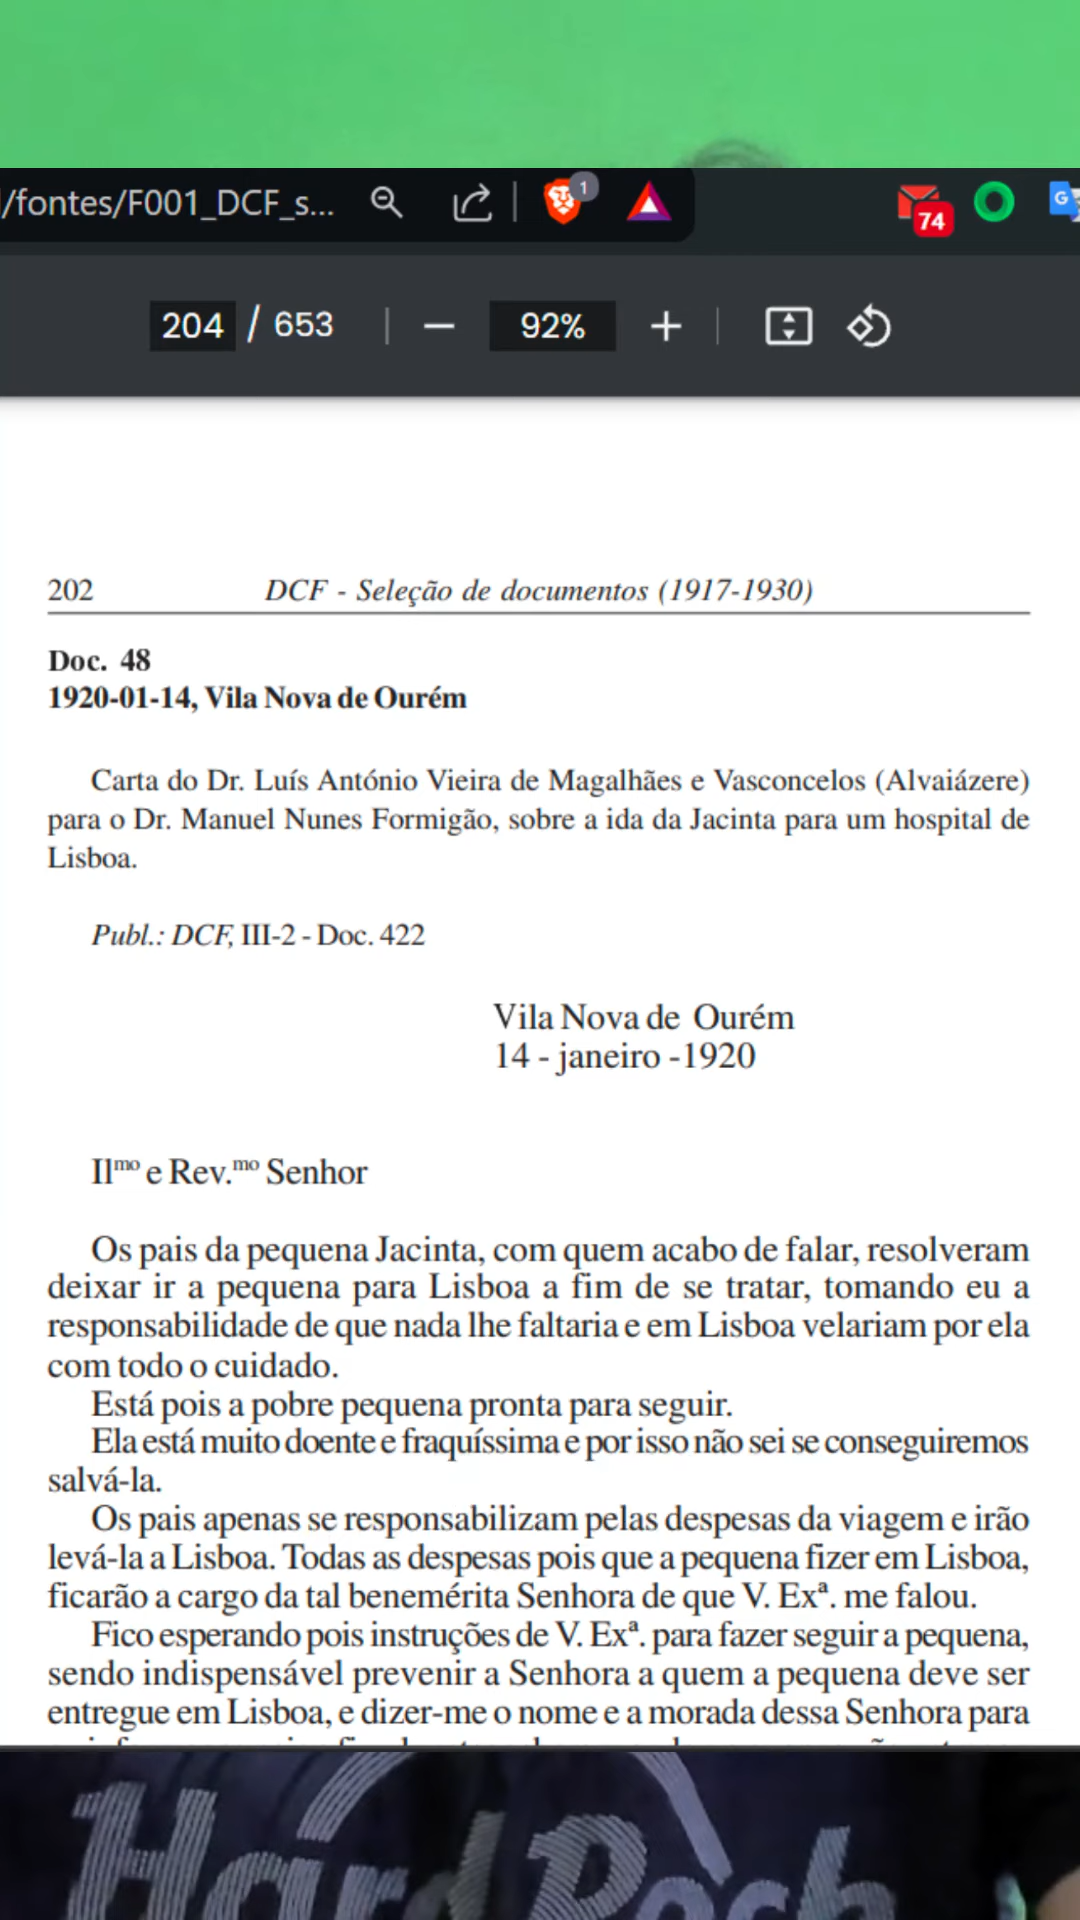 /fontes/F001_DCF_s...
1
74
G
204 / 653
92%
202 DCF - Seleção de documentos (1917-1930)
Doc. 48
1920-01-14, Vila Nova de Ourém
Carta do Dr. Luís António Vieira de Magalhães e Vasconcelos (Alvaiázere)
para o Dr. Manuel Nunes Formigão, sobre a ida da Jacinta para um hospital de
Lisboa.
Publ.: DCF, III-2 - Doc. 422
Vila Nova de Ourém
14 - janeiro -1920
Ilᵐᵒ e Rev.ᵐᵒ Senhor
Os pais da pequena Jacinta, com quem acabo de falar, resolveram
deixar ir a pequena para Lisboa a fim de se tratar, tomando eu a
responsabilidade de que nada lhe faltaria e em Lisboa velariam por ela
com todo o cuidado.
Está pois a pobre pequena pronta para seguir.
Ela está muito doente e fraquíssima e por isso não sei se conseguiremos
salvá-la.
Os pais apenas se responsabilizam pelas despesas da viagem e irão
levá-la a Lisboa. Todas as despesas pois que a pequena fizer em Lisboa,
ficarão a cargo da tal benemérita Senhora de que V. Exª. me falou.
Fico esperando pois instruções de V. Exª. para fazer seguir a pequena,
sendo indispensável prevenir a Senhora a quem a pequena deve ser
entregue em Lisboa, e dizer-me o nome e a morada dessa Senhora para
Hard Rock